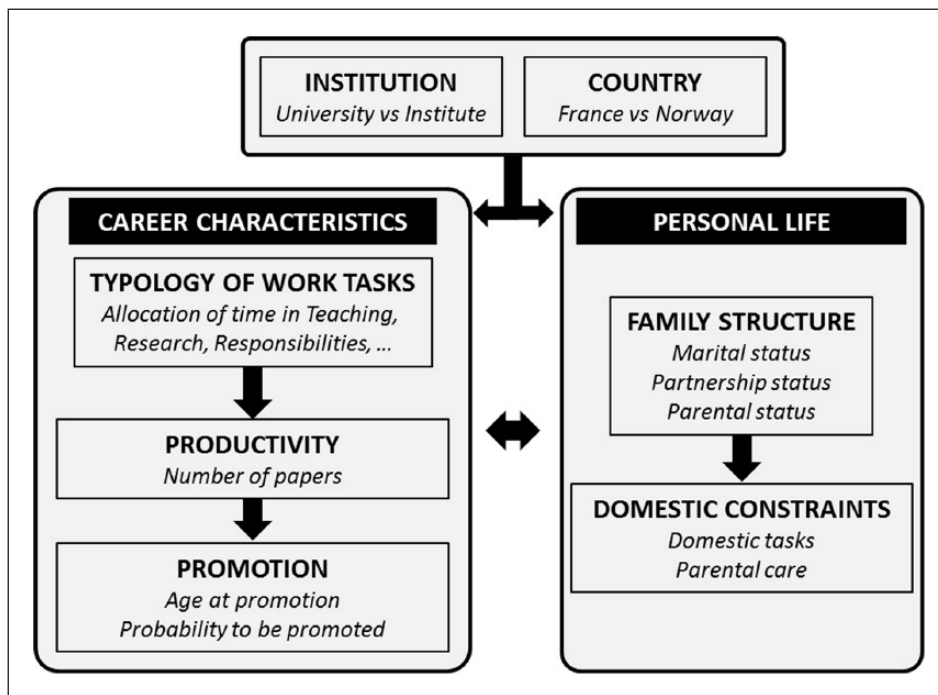 INSTITUTION
University vs Institute
COUNTRY
France vs Norway
CAREER CHARACTERISTICS
TYPOLOGY OF WORK TASKS
Allocation of time in Teaching,
Research, Responsibilities, ...
PRODUCTIVITY
Number of papers
PROMOTION
Age at promotion
Probability to be promoted
PERSONAL LIFE
FAMILY STRUCTURE
Marital status
Partnership status
Parental status
DOMESTIC CONSTRAINTS
Domestic tasks
Parental care